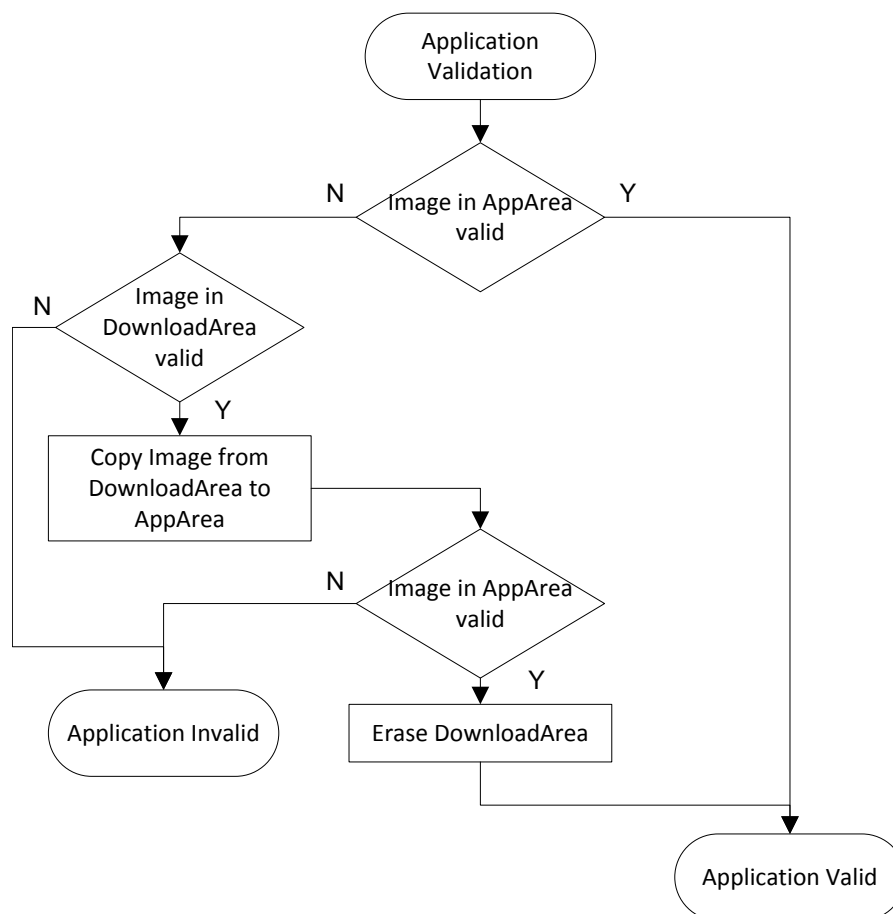 Application
Validation
N
Image in AppArea
valid
Y
N
Image in
DownloadArea
valid
Y
Copy Image from
DownloadArea to
AppArea
N
Image in AppArea
valid
Y
Application Invalid
Erase DownloadArea
Application Valid